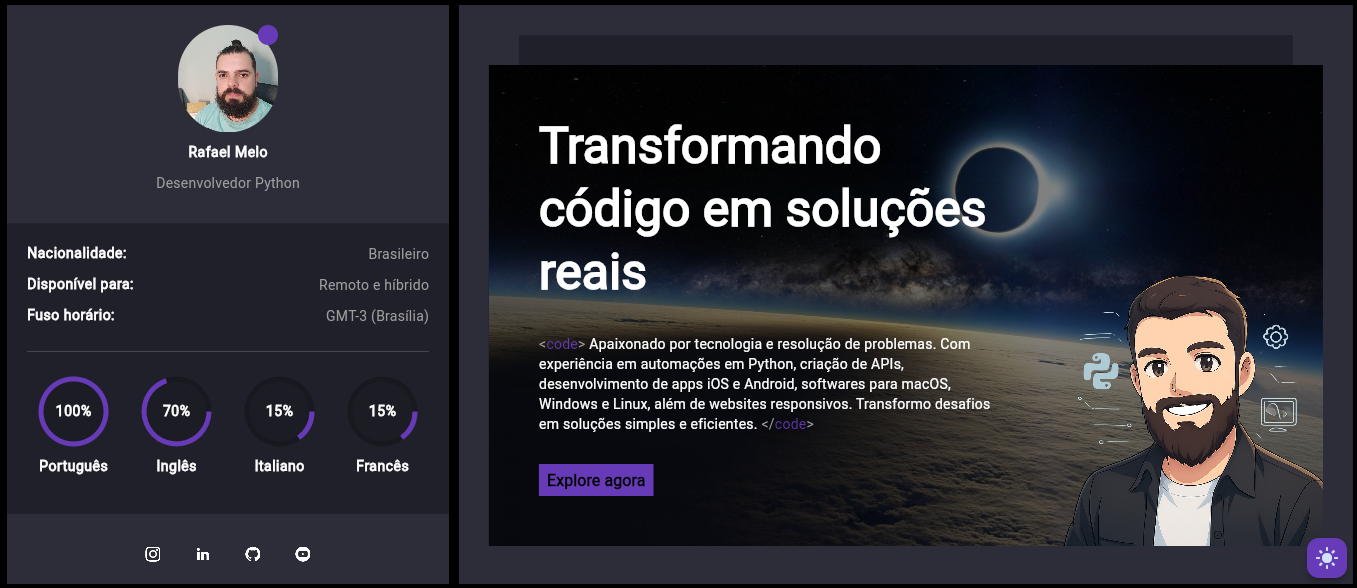 Rafael Melo
Desenvolvedor Python
Nacionalidade: Brasileiro
Disponível para: Remoto e híbrido
Fuso horário: GMT-3 (Brasília)
100% 70% 15% 15%
Português Inglês Italiano Francês
in
Transformando
código em soluções
reais
<code> Apaixonado por tecnologia e resolução de problemas. Com
experiência em automações em Python, criação de APIs,
desenvolvimento de apps iOS e Android, softwares para macOS,
Windows e Linux, além de websites responsivos. Transformo desafios
em soluções simples e eficientes. </code>
Explore agora